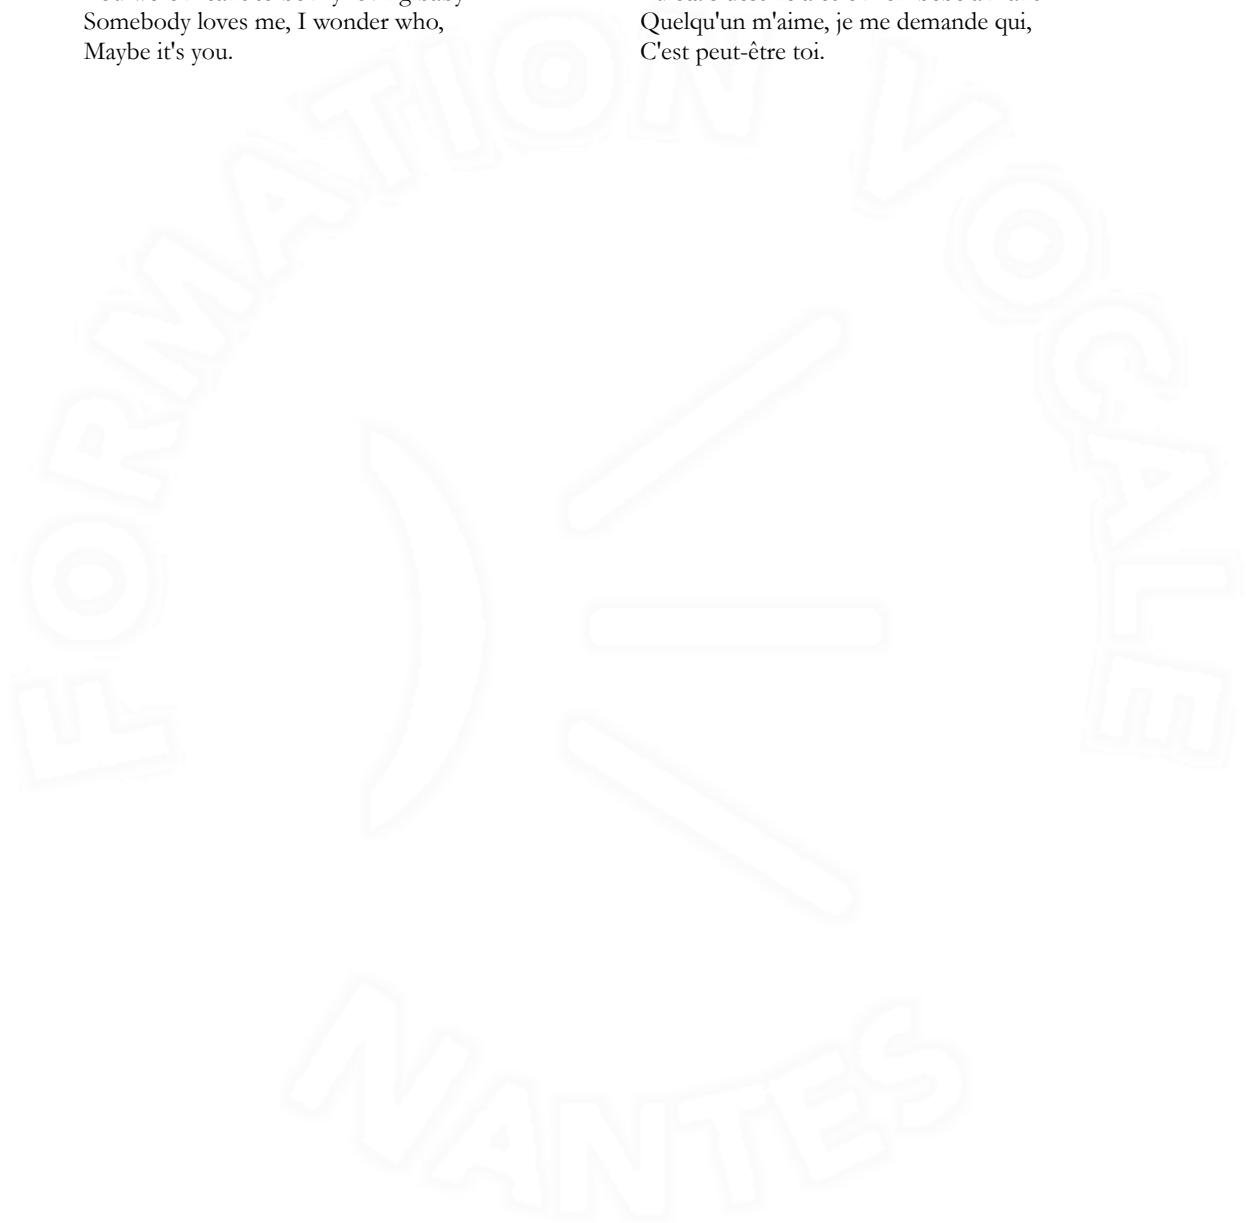 Somebody loves me, I wonder who,
Maybe it's you.
Quelqu'un m'aime, je me demande qui,
C'est peut-être toi.
FORMATION VOCALE
NANTES